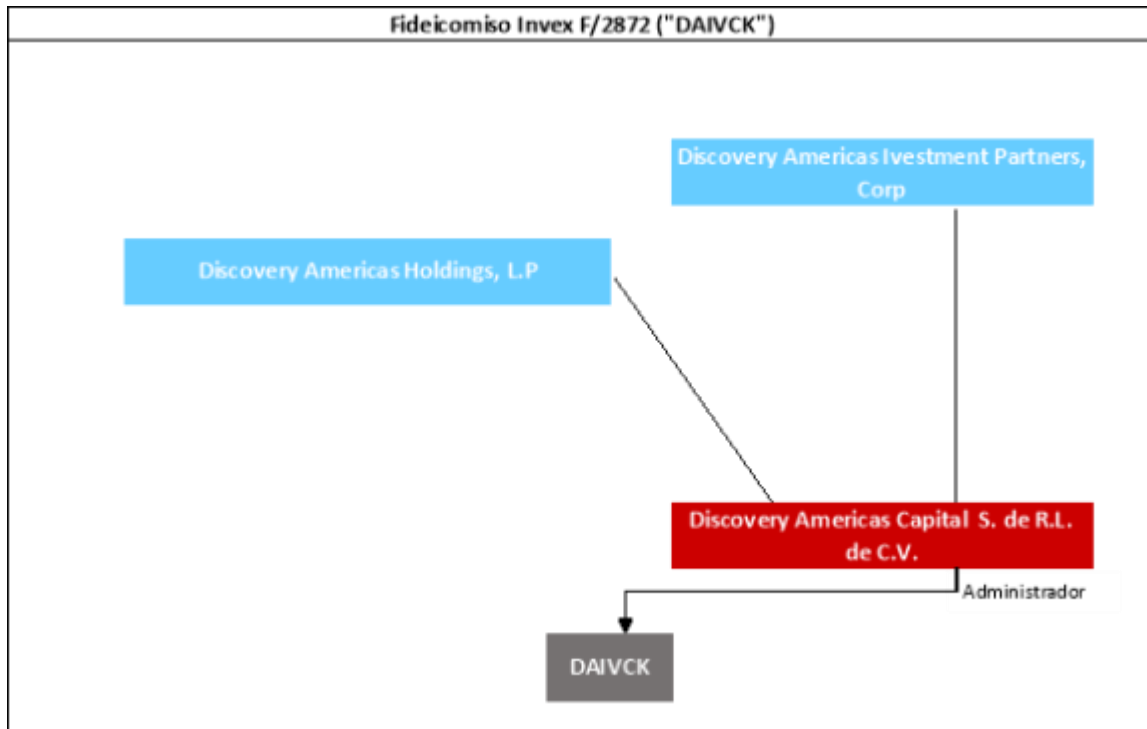 Fideicomiso Invex F/2872 ("DAIVCK")
Discovery Americas Ivestment Partners,
Corp
Discovery Americas Holdings, L.P
Discovery Americas Capital S. de R.L.
de C.V.
Administrador
DAIVCK